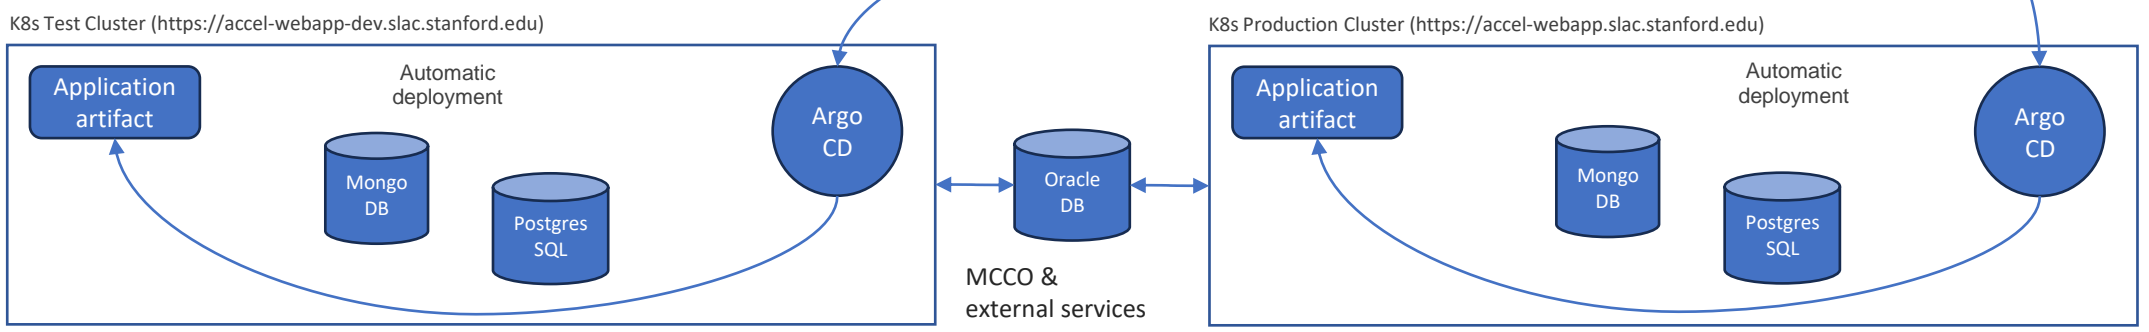 K8s Test Cluster (https://accel-webapp-dev.slac.stanford.edu)
Application
artifact
Automatic
deployment
Mongo
DB
Postgres
SQL
Argo
CD
Oracle
DB
MCCO &
external services
K8s Production Cluster (https://accel-webapp.slac.stanford.edu)
Application
artifact
Automatic
deployment
Mongo
DB
Postgres
SQL
Argo
CD